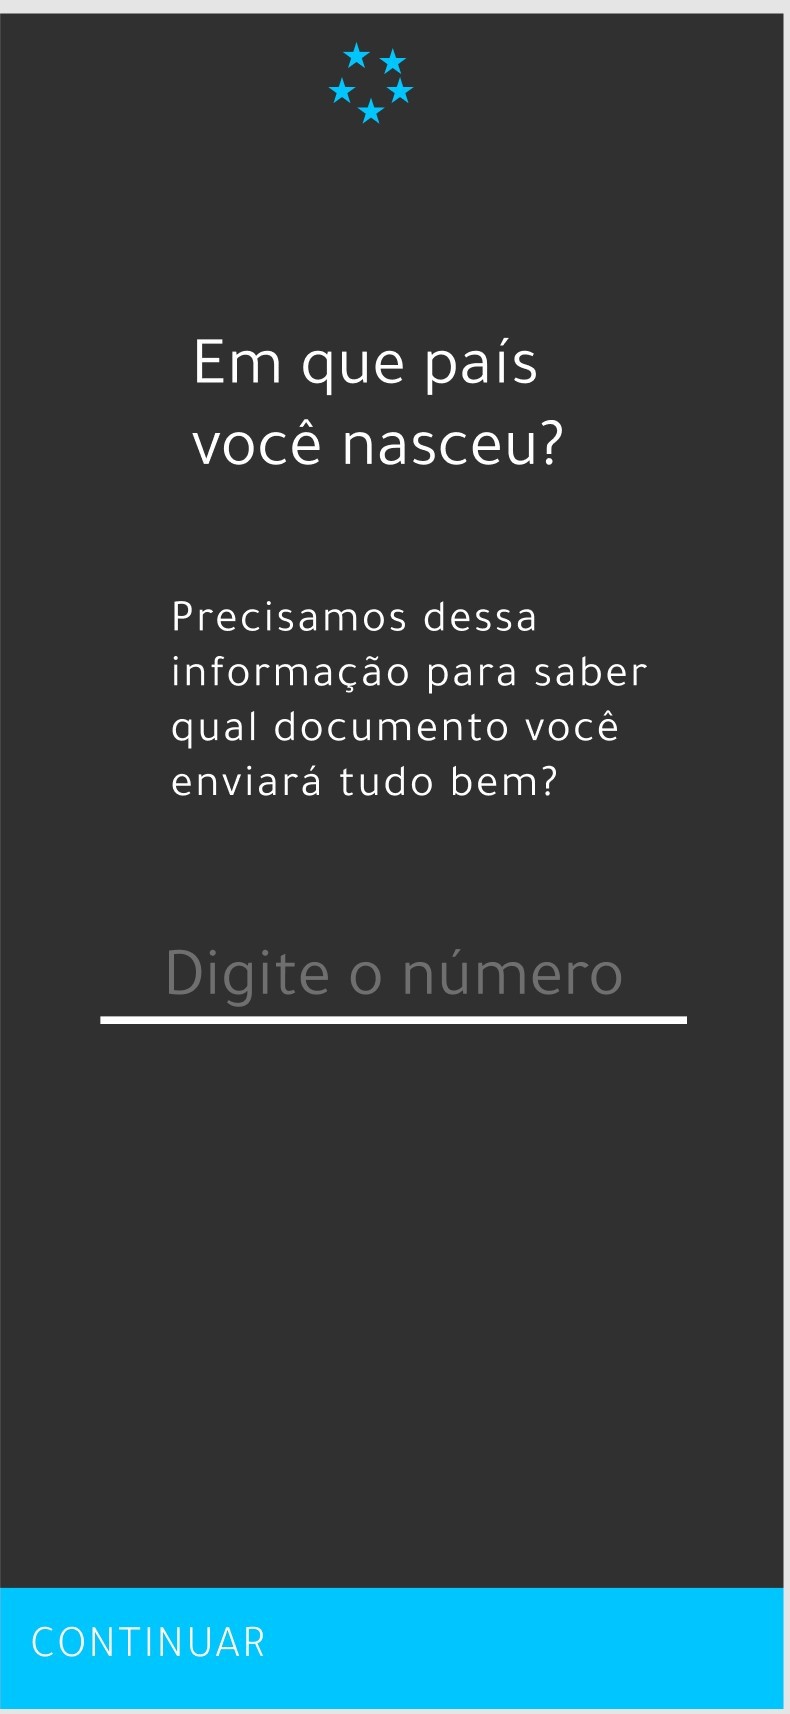 Em que país
você nasceu?
Precisamos dessa
informação para saber
qual documento você
enviará tudo bem?
Digite o número
CONTINUAR